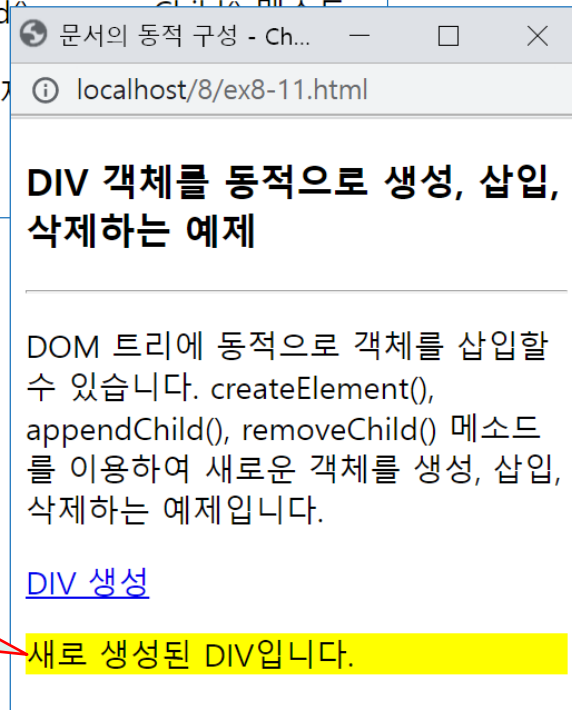 문서의 동적 구성 - Ch...
localhost/8/ex8-11.html
DIV 객체를 동적으로 생성, 삽입,
삭제하는 예제
DOM 트리에 동적으로 객체를 삽입할
수 있습니다. createElement(),
appendChild(), removeChild() 메소드
를 이용하여 새로운 객체를 생성, 삽입,
삭제하는 예제입니다.
DIV 생성
새로 생성된 DIV입니다.